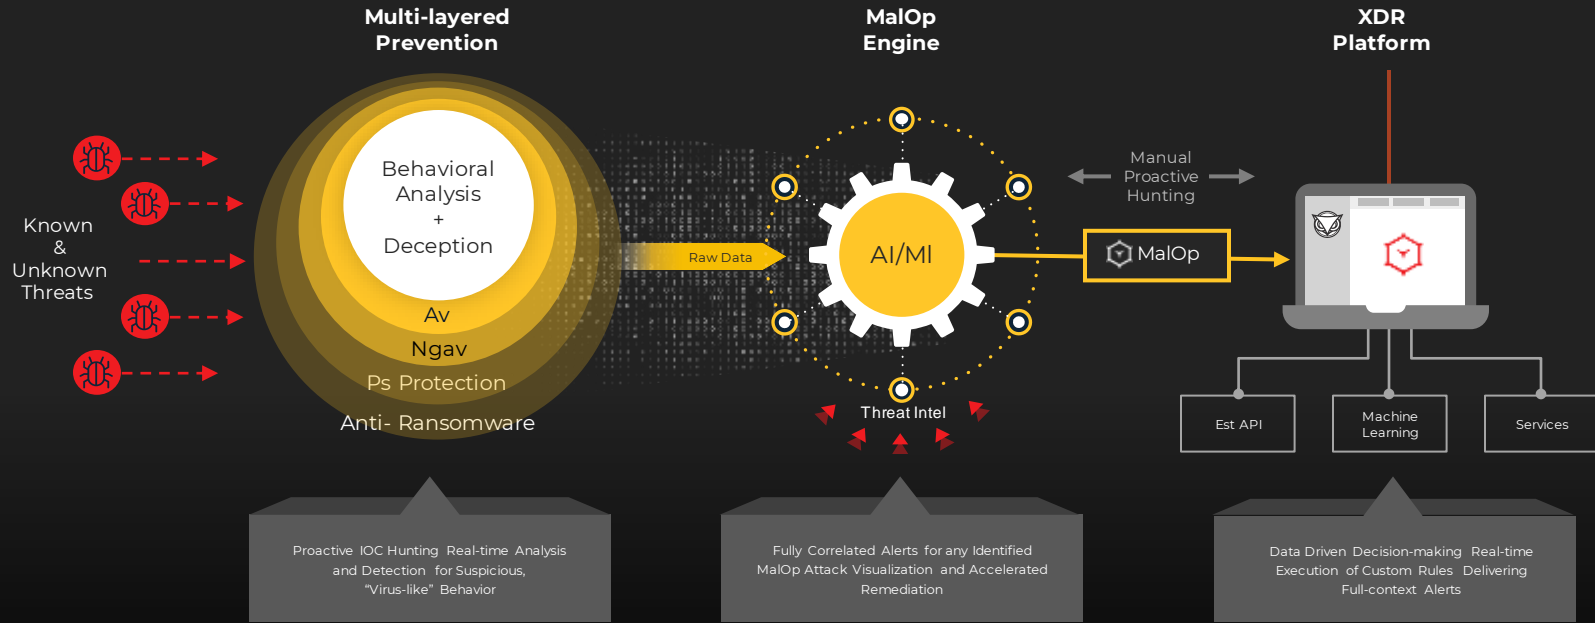 Multi-layered
Prevention
MalOp
Engine
XDR
Platform
Known
&
Unknown
Threats
Behavioral
Analysis
+
Deception
Av
Ngav
Ps Protection
Anti- Ransomware
Raw Data
AI/Ml
Threat Intel
Manual
Proactive
Hunting
MalOp
Est API
Machine
Learning
Services
Proactive IOC Hunting Real-time Analysis
and Detection for Suspicious,
“Virus-like” Behavior
Fully Correlated Alerts for any Identified
MalOp Attack Visualization and Accelerated
Remediation
Data Driven Decision-making Real-time
Execution of Custom Rules Delivering
Full-context Alerts